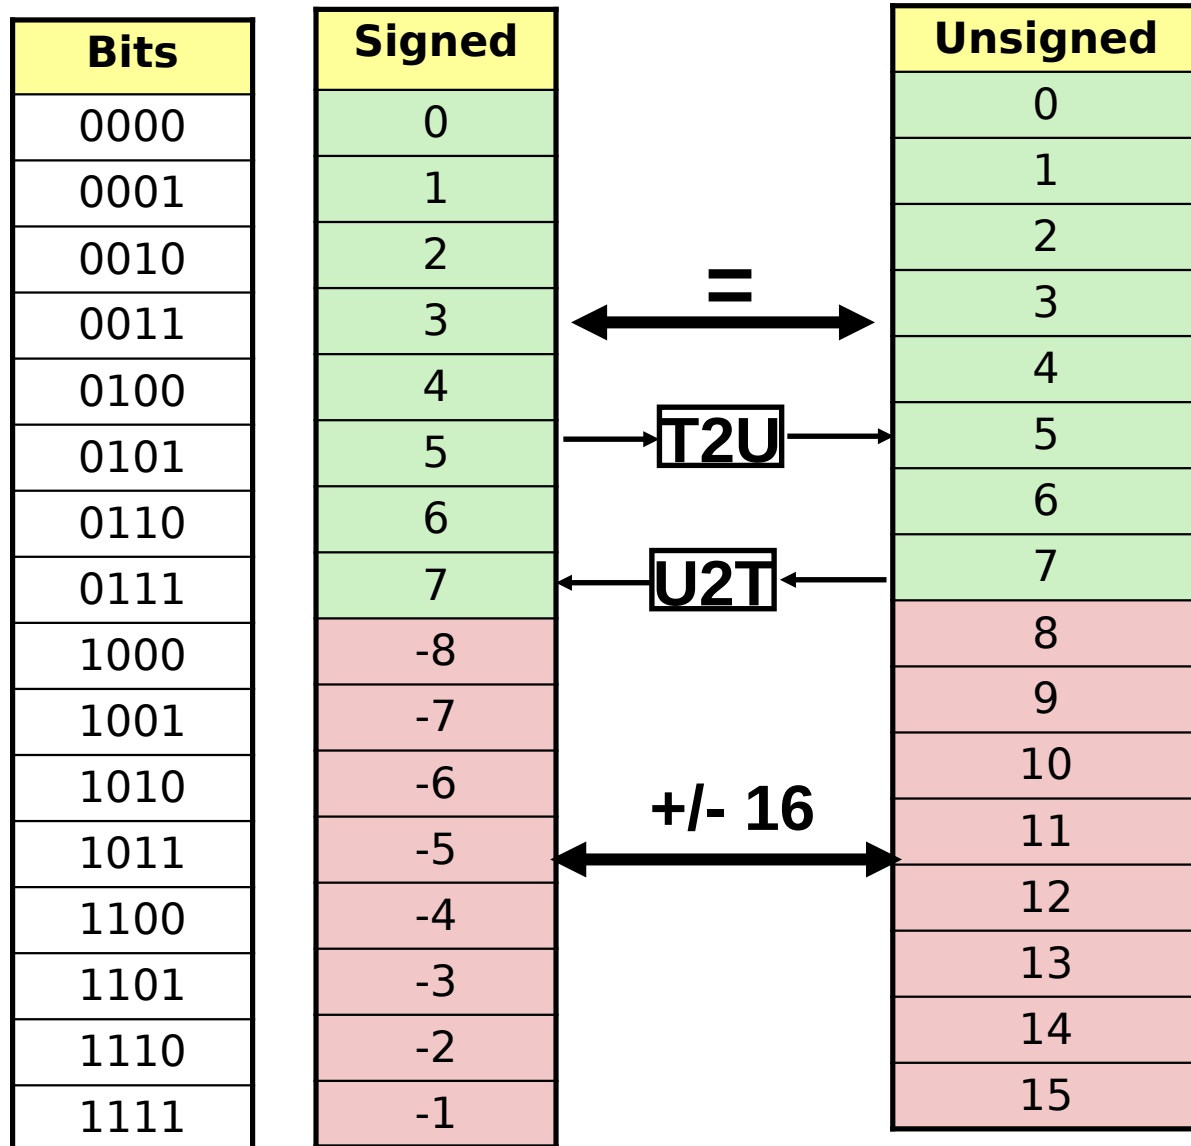 Bits Signed Unsigned
0000 0 0
0001 1 1
0010 2 2
=
0011 3 3
0100 4 4
0101 5 T2U 5
0110 6 6
0111 7 U2T 7
1000 -8 8
1001 -7 9
1010 -6 10
+/- 16
1011 -5 11
1100 -4 12
1101 -3 13
1110 -2 14
1111 -1 15